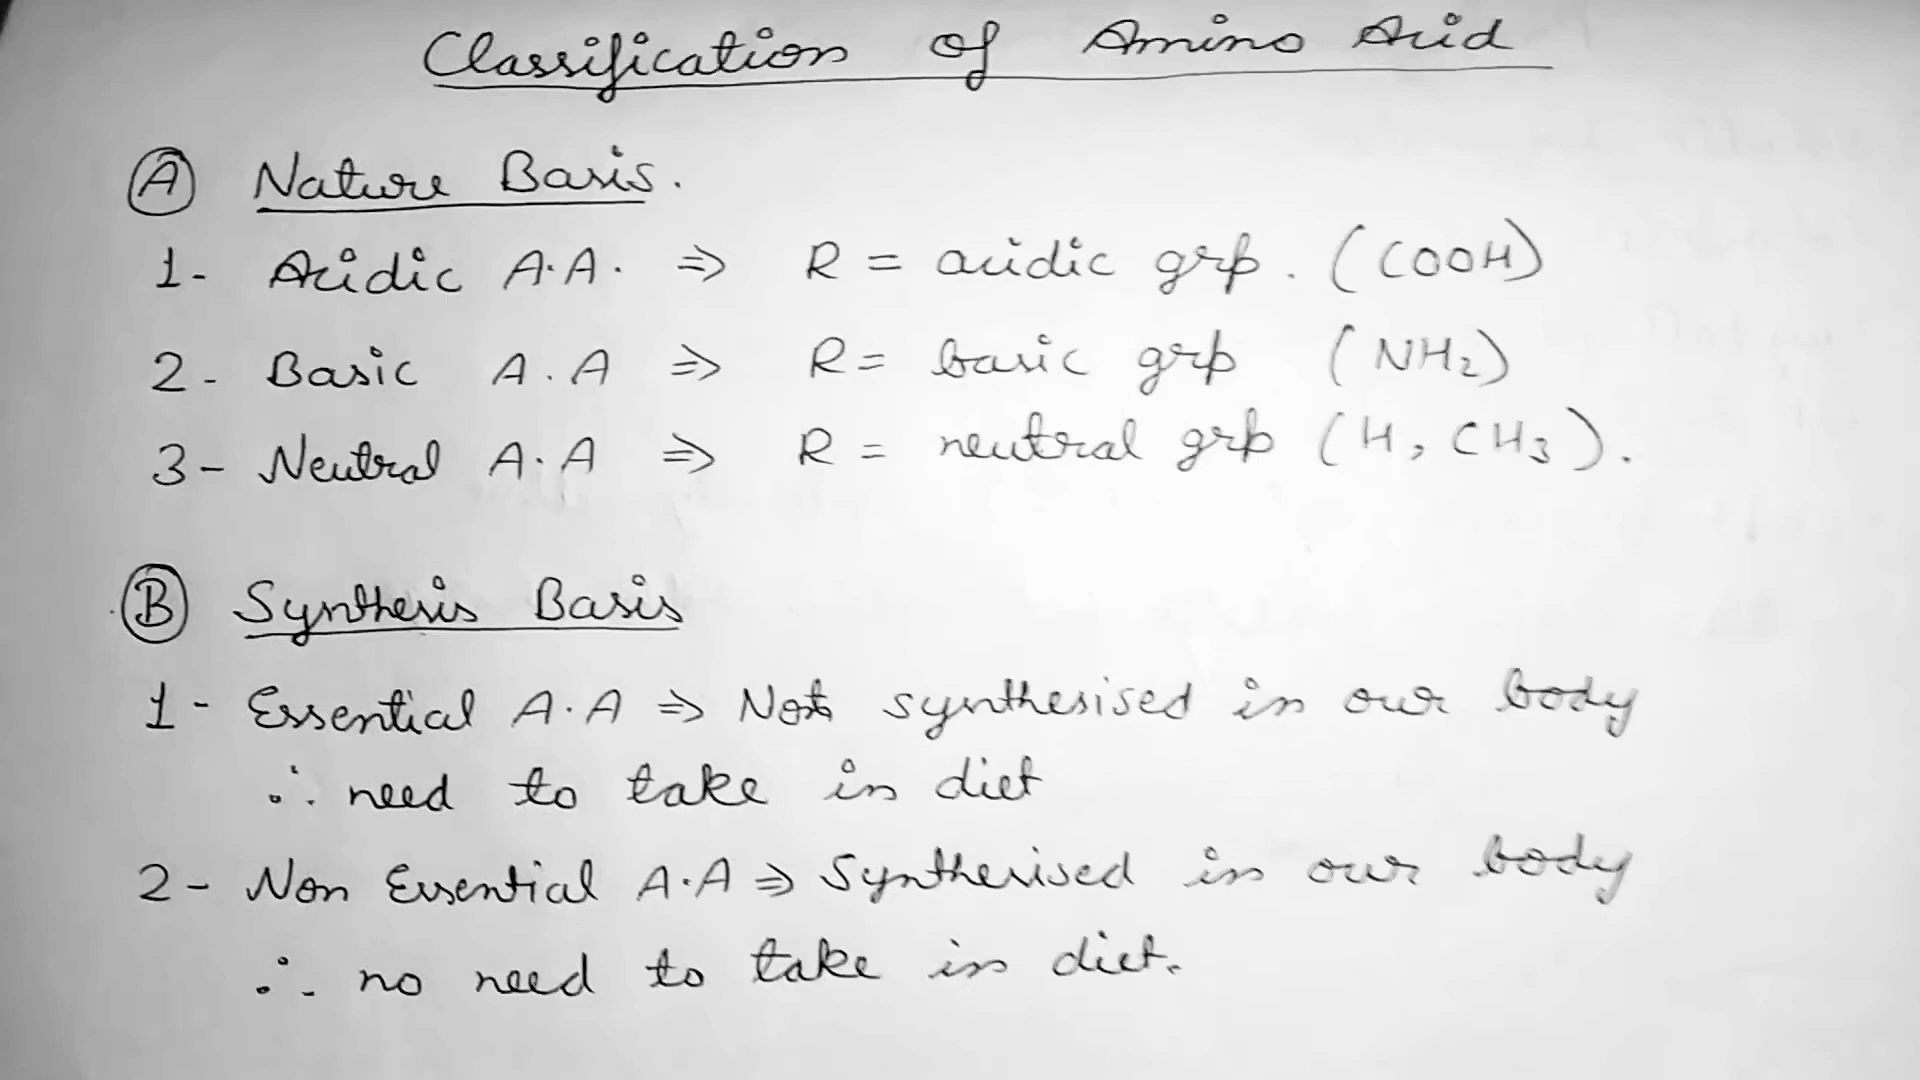 Classification of Amino Acid
Ⓐ Nature Basis.
1- Acidic A.A. ⇒ R = acidic grp. (COOH)
2- Basic A.A ⇒ R = basic grp (NH₂)
3- Neutral A.A ⇒ R = neutral grp (H, CH₃).
Ⓑ Synthesis Basis
1- Essential A.A ⇒ Not synthesised in our body
∴ need to take in diet
2- Non Essential A.A ⇒ Synthesised in our body
∴ no need to take in diet.